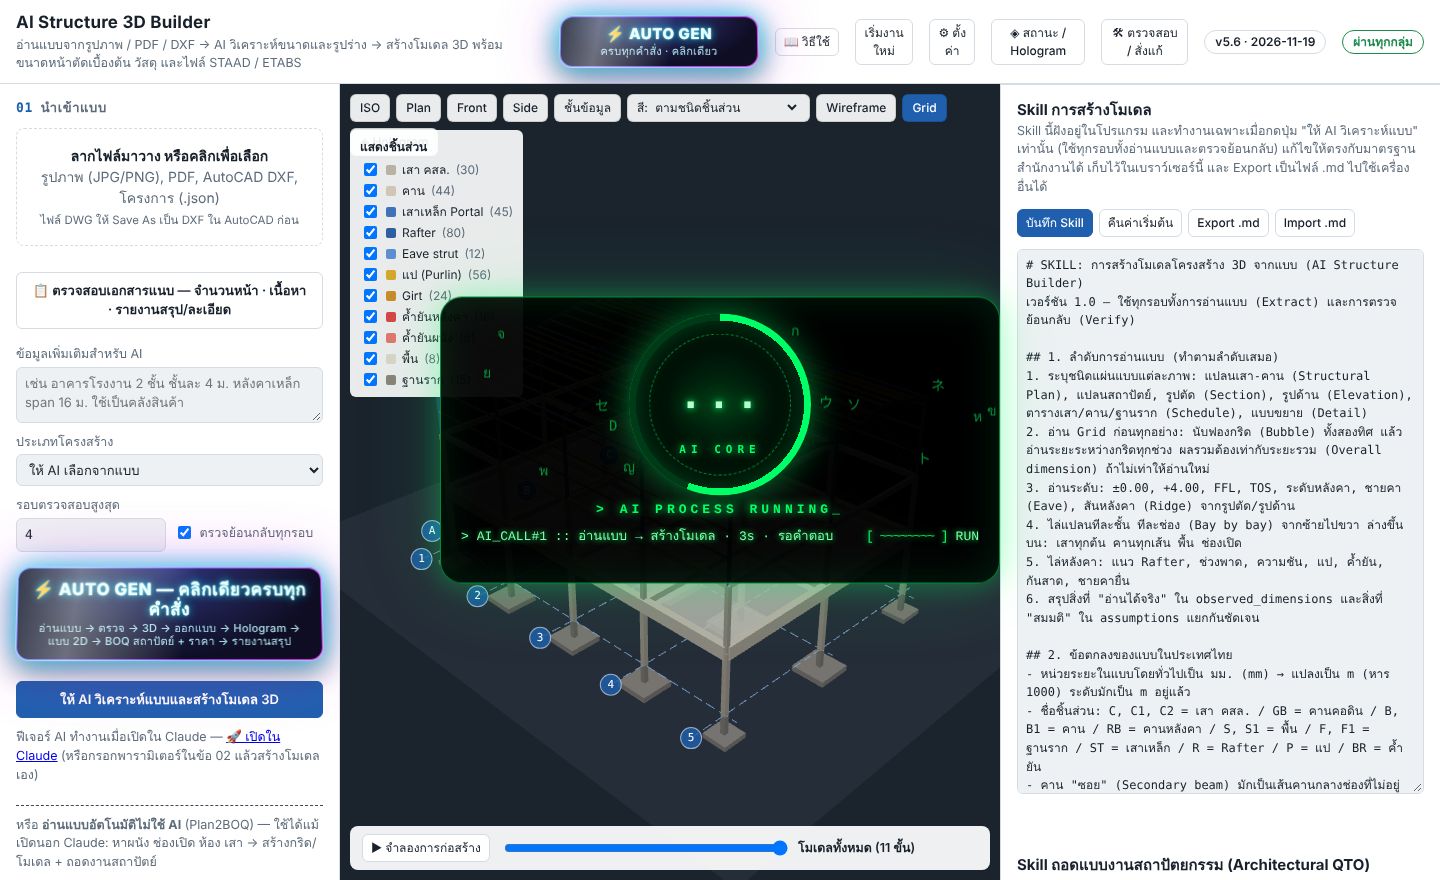 AI Structure 3D Builder
อ่านแบบจากรูปภาพ / PDF / DXF → AI วิเคราะห์ขนาดและรูปร่าง → สร้างโมเดล 3D พร้อม
ขนาดหน้าตัดเบื้องต้น วัสดุ และไฟล์ STAAD / ETABS
⚡ AUTO GEN
ครบทุกคำสั่ง · คลิกเดียว
📖 วิธีใช้
เริ่มงาน
ใหม่
⚙ ตั้ง
ค่า
◈ สถานะ /
Hologram
🛠 ตรวจสอบ
/ สั่งแก้
v5.6 · 2026-11-19
ผ่านทุกกลุ่ม
01 นำเข้าแบบ
ลากไฟล์มาวาง หรือคลิกเพื่อเลือก
รูปภาพ (JPG/PNG), PDF, AutoCAD DXF,
โครงการ (.json)
ไฟล์ DWG ให้ Save As เป็น DXF ใน AutoCAD ก่อน
📋 ตรวจสอบเอกสารแนบ — จำนวนหน้า · เนื้อหา
· รายงานสรุป/ละเอียด
ข้อมูลเพิ่มเติมสำหรับ AI
เช่น อาคารโรงงาน 2 ชั้น ชั้นละ 4 ม. หลังคาเหล็ก
span 16 ม. ใช้เป็นคลังสินค้า
ประเภทโครงสร้าง
ให้ AI เลือกจากแบบ
รอบตรวจสอบสูงสุด
4
ตรวจย้อนกลับทุกรอบ
⚡ AUTO GEN — คลิกเดียวครบทุก
คำสั่ง
อ่านแบบ → ตรวจ → 3D → ออกแบบ → Hologram →
แบบ 2D → BOQ สถาปัตย์ + ราคา → รายงานสรุป
ให้ AI วิเคราะห์แบบและสร้างโมเดล 3D
ฟีเจอร์ AI ทำงานเมื่อเปิดใน Claude — 🚀 เปิดใน
Claude (หรือกรอกพารามิเตอร์ในข้อ 02 แล้วสร้างโมเดล
เอง)
หรือ อ่านแบบอัตโนมัติไม่ใช้ AI (Plan2BOQ) — ใช้ได้แม้
เปิดนอก Claude: หาผนัง ช่องเปิด ห้อง เสา → สร้างกริด/
โมเดล + ถอดงานสถาปัตย์
ISO
Plan
Front
Side
ชั้นข้อมูล
สี: ตามชนิดชิ้นส่วน
Wireframe
Grid
แสดงชิ้นส่วน
เสา คสล. (30)
คาน (44)
เสาเหล็ก Portal (45)
Rafter (80)
Eave strut (12)
แป (Purlin) (56)
Girt (24)
ค้ำยันหลังคา
ค้ำยันผนัง
พื้น (8)
ฐานราก
จ
ย
พ
セ
D
ญ
ก
ウ
ソ
ネ
ห
ข
ト
...
AI CORE
> AI PROCESS RUNNING_
> AI_CALL#1 :: อ่านแบบ → สร้างโมเดล · 3s · รอคำตอบ [ ~~~~~~~~ ] RUN
A
1
2
3
4
5
▶ จำลองการก่อสร้าง
โมเดลทั้งหมด (11 ขั้น)
Skill การสร้างโมเดล
Skill นี้ฝังอยู่ในโปรแกรม และทำงานเฉพาะเมื่อกดปุ่ม "ให้ AI วิเคราะห์แบบ"
เท่านั้น (ใช้ทุกรอบทั้งอ่านแบบและตรวจย้อนกลับ) แก้ไขให้ตรงกับมาตรฐาน
สำนักงานได้ เก็บไว้ในเบราว์เซอร์นี้ และ Export เป็นไฟล์ .md ไปใช้เครื่อง
อื่นได้
บันทึก Skill
คืนค่าเริ่มต้น
Export .md
Import .md
# SKILL: การสร้างโมเดลโครงสร้าง 3D จากแบบ (AI Structure
Builder)
เวอร์ชัน 1.0 — ใช้ทุกรอบทั้งการอ่านแบบ (Extract) และการตรวจ
ย้อนกลับ (Verify)
## 1. ลำดับการอ่านแบบ (ทำตามลำดับเสมอ)
1. ระบุชนิดแผ่นแบบแต่ละภาพ: แปลนเสา-คาน (Structural
Plan), แปลนสถาปัตย์, รูปตัด (Section), รูปด้าน (Elevation),
ตารางเสา/คาน/ฐานราก (Schedule), แบบขยาย (Detail)
2. อ่าน Grid ก่อนทุกอย่าง: นับฟองกริด (Bubble) ทั้งสองทิศ แล้ว
อ่านระยะระหว่างกริดทุกช่วง ผลรวมต้องเท่ากับระยะรวม (Overall
dimension) ถ้าไม่เท่าให้อ่านใหม่
3. อ่านระดับ: ±0.00, +4.00, FFL, TOS, ระดับหลังคา, ชายคา
(Eave), สันหลังคา (Ridge) จากรูปตัด/รูปด้าน
4. ไล่แปลนทีละชั้น ทีละช่อง (Bay by bay) จากซ้ายไปขวา ล่างขึ้น
บน: เสาทุกต้น คานทุกเส้น พื้น ช่องเปิด
5. ไล่หลังคา: แนว Rafter, ช่วงพาด, ความชัน, แป, ค้ำยัน,
กันสาด, ชายคายื่น
6. สรุปสิ่งที่ "อ่านได้จริง" ใน observed_dimensions และสิ่งที่
"สมมติ" ใน assumptions แยกกันชัดเจน
## 2. ข้อตกลงของแบบในประเทศไทย
- หน่วยระยะในแบบโดยทั่วไปเป็น มม. (mm) → แปลงเป็น m (หาร
1000) ระดับมักเป็น m อยู่แล้ว
- ชื่อชิ้นส่วน: C, C1, C2 = เสา คสล. / GB = คานคอดิน / B,
B1 = คาน / RB = คานหลังคา / S, S1 = พื้น / F, F1 =
ฐานราก / ST = เสาเหล็ก / R = Rafter / P = แป / BR = ค้ำ
ยัน
- คาน "ซอย" (Secondary beam) มักเป็นเส้นคานกลางช่องที่ไม่อยู่
Skill ถอดแบบงานสถาปัตยกรรม (Architectural QTO)